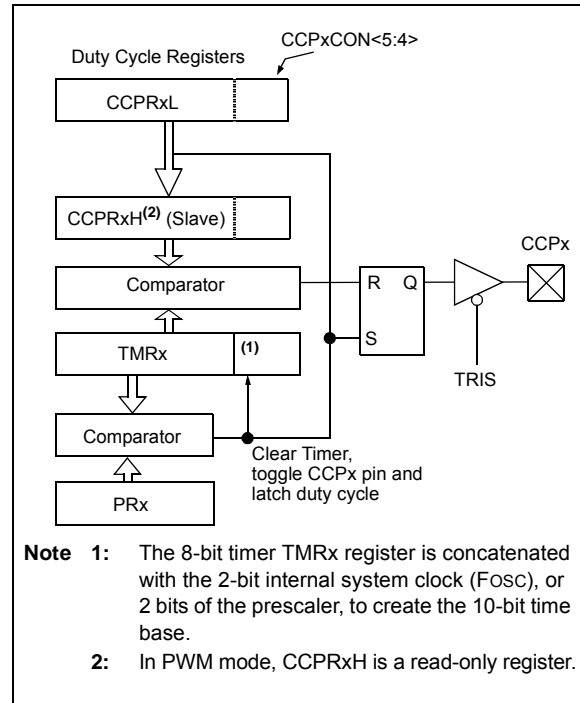 CCPxCON<5:4>
Duty Cycle Registers
CCPRxL
CCPRxH(2) (Slave)
CCPx
Comparator
R Q
TMRx (1)
S
TRIS
Comparator
Clear Timer,
toggle CCPx pin and
latch duty cycle
PRx
Note 1: The 8-bit timer TMRx register is concatenated
with the 2-bit internal system clock (FOSC), or
2 bits of the prescaler, to create the 10-bit time
base.
2: In PWM mode, CCPRxH is a read-only register.